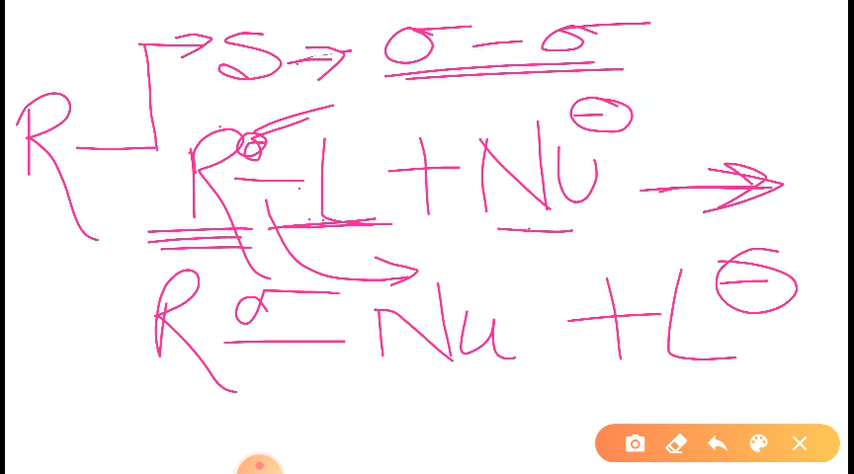 R → S → σ - σ
R σ - L + Nu⊖ →
R σ - Nu + L⊖